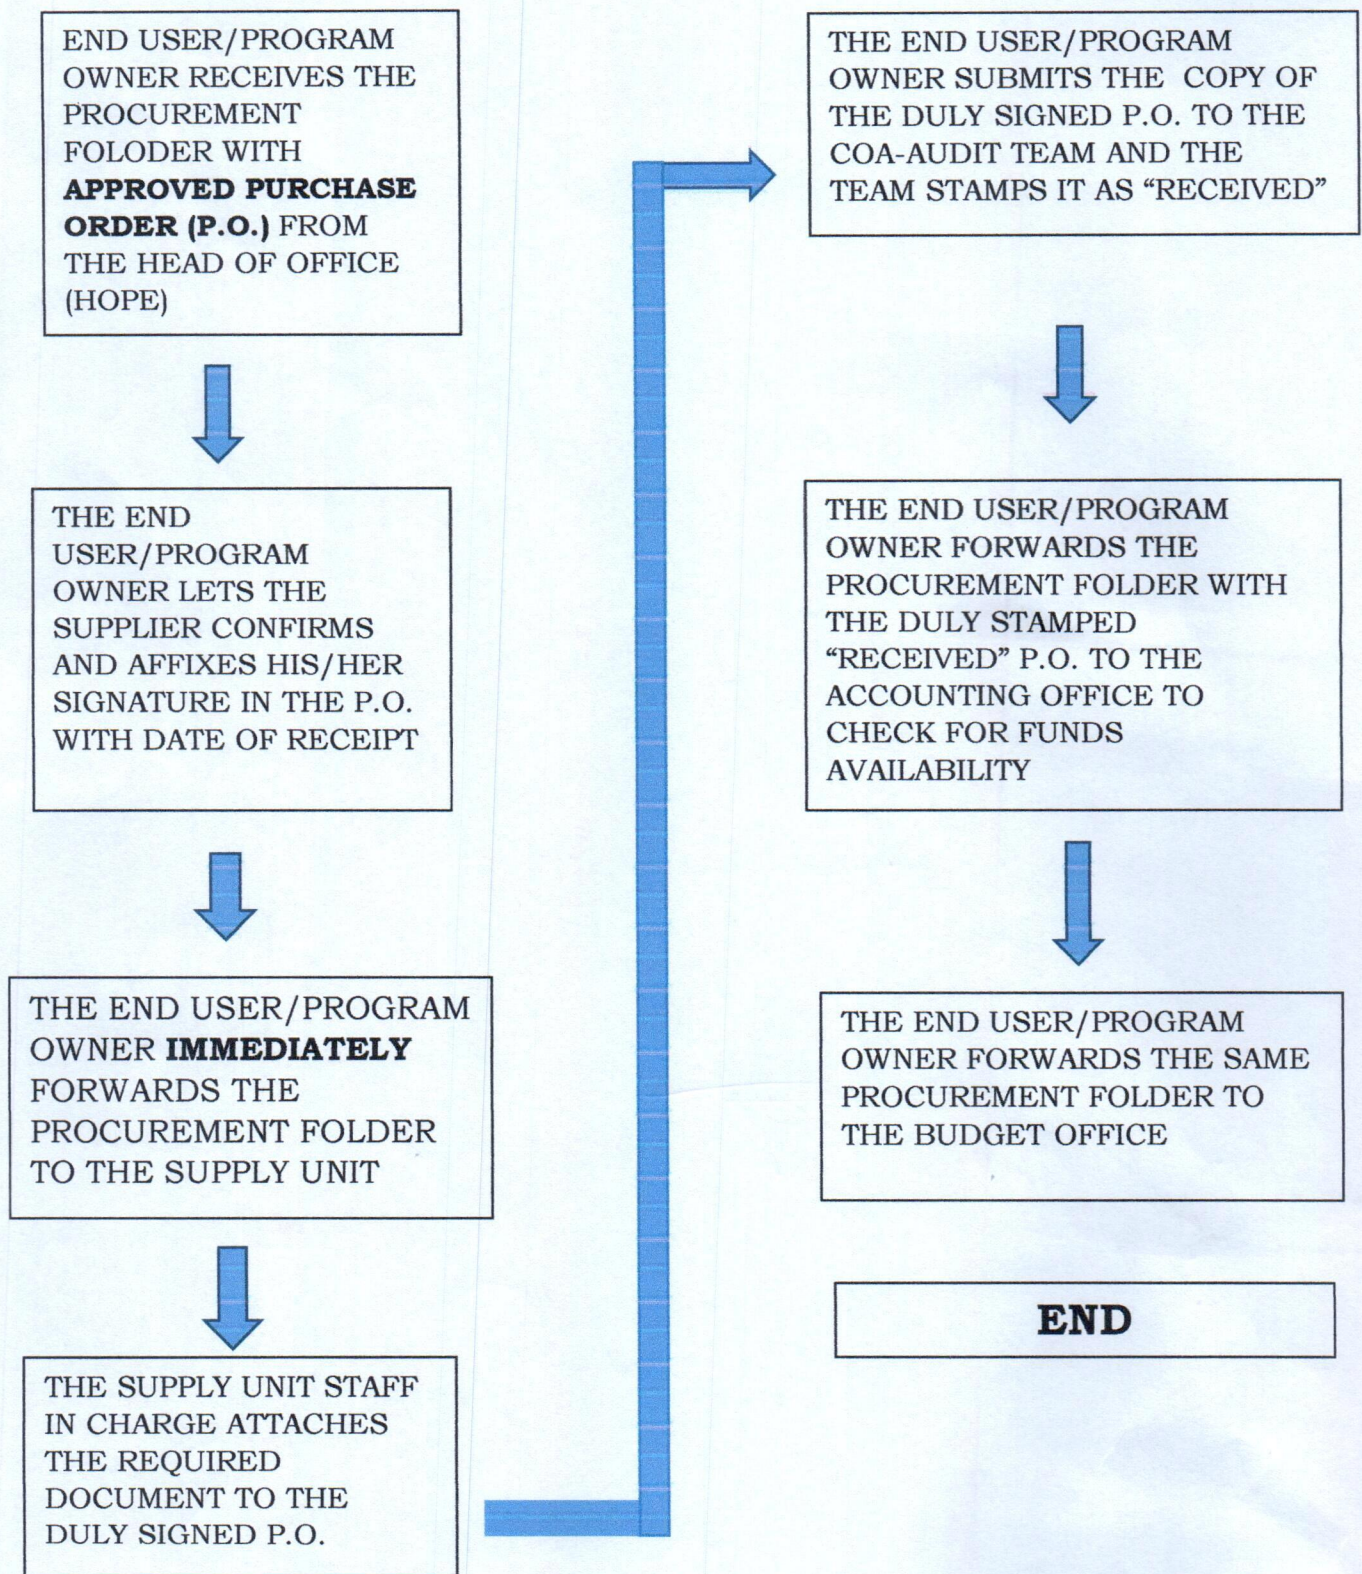 END USER/PROGRAM
OWNER RECEIVES THE
PROCUREMENT
FOLODER WITH
APPROVED PURCHASE
ORDER (P.O.) FROM
THE HEAD OF OFFICE
(HOPE)
THE END
USER/PROGRAM
OWNER LETS THE
SUPPLIER CONFIRMS
AND AFFIXES HIS/HER
SIGNATURE IN THE P.O.
WITH DATE OF RECEIPT
THE END USER/PROGRAM
OWNER IMMEDIATELY
FORWARDS THE
PROCUREMENT FOLDER
TO THE SUPPLY UNIT
THE SUPPLY UNIT STAFF
IN CHARGE ATTACHES
THE REQUIRED
DOCUMENT TO THE
DULY SIGNED P.O.
THE END USER/PROGRAM
OWNER SUBMITS THE COPY OF
THE DULY SIGNED P.O. TO THE
COA-AUDIT TEAM AND THE
TEAM STAMPS IT AS “RECEIVED”
THE END USER/PROGRAM
OWNER FORWARDS THE
PROCUREMENT FOLDER WITH
THE DULY STAMPED
“RECEIVED” P.O. TO THE
ACCOUNTING OFFICE TO
CHECK FOR FUNDS
AVAILABILITY
THE END USER/PROGRAM
OWNER FORWARDS THE SAME
PROCUREMENT FOLDER TO
THE BUDGET OFFICE
END